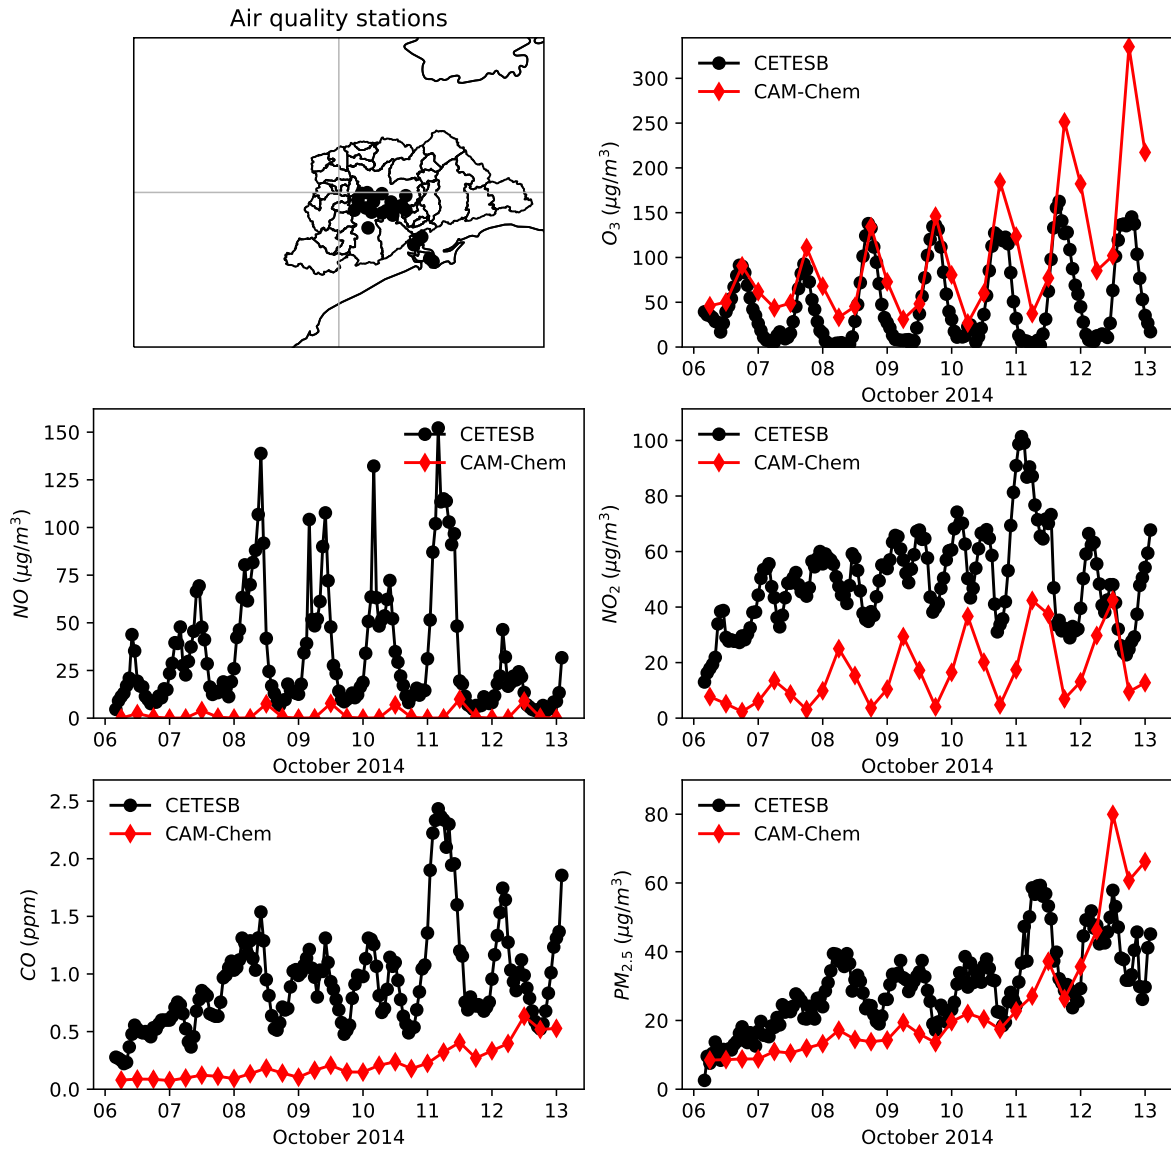 Air quality stations
O3 (μg/m3)
300
250
200
150
100
50
0
CETESB
CAM-Chem
06 07 08 09 10 11 12 13
October 2014
NO (μg/m3)
150
125
100
75
50
25
0
CETESB
CAM-Chem
06 07 08 09 10 11 12 13
October 2014
NO2 (μg/m3)
100
80
60
40
20
0
CETESB
CAM-Chem
06 07 08 09 10 11 12 13
October 2014
CO (ppm)
2.5
2.0
1.5
1.0
0.5
0.0
CETESB
CAM-Chem
06 07 08 09 10 11 12 13
October 2014
PM2.5 (μg/m3)
80
60
40
20
0
CETESB
CAM-Chem
06 07 08 09 10 11 12 13
October 2014